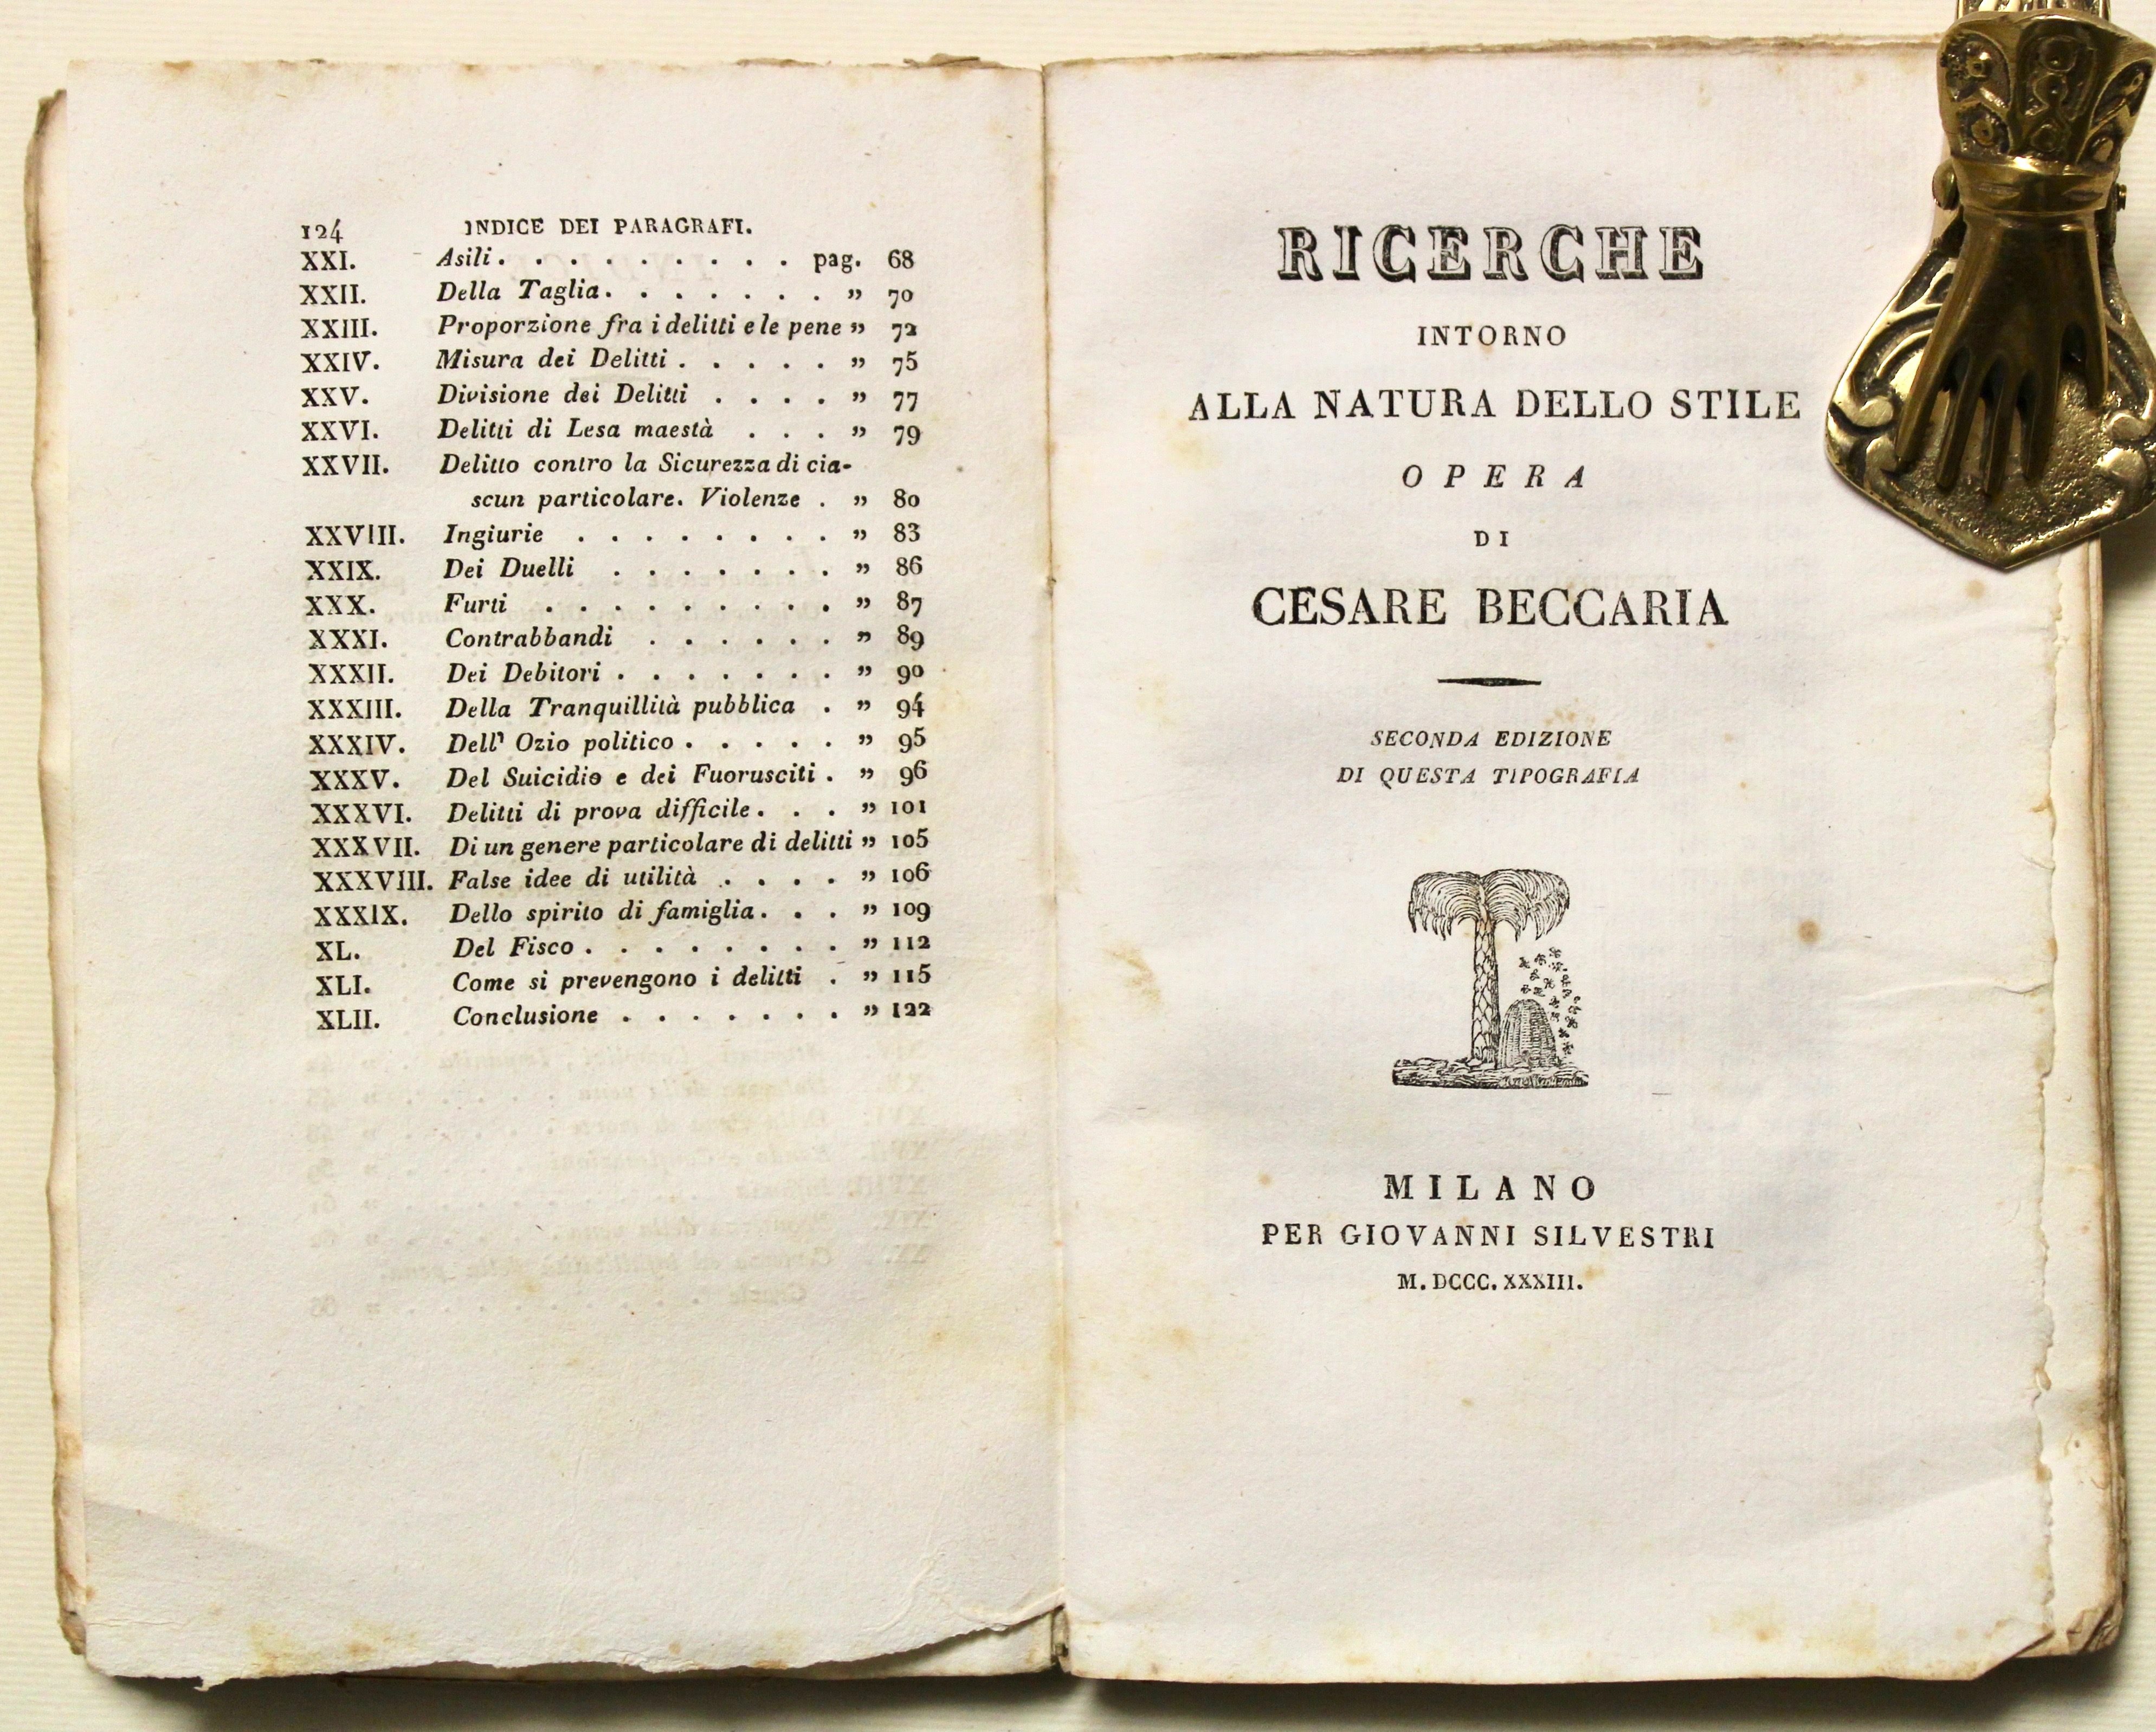 124 INDICE DEI PARAGRAFI.
XXI. Asili . . . . . . . . . pag. 68
XXII. Della Taglia. . . . . . . . „ 70
XXIII. Proporzione fra i delitti e le pene „ 72
XXIV. Misura dei Delitti . . . . . „ 75
XXV. Divisione dei Delitti . . . . „ 77
XXVI. Delitti di Lesa maestà . . . „ 79
XXVII. Delitto contro la Sicurezza di cia-
scun particolare. Violenze . „ 80
XXVIII. Ingiurie . . . . . . . . „ 83
XXIX. Dei Duelli . . . . . . . „ 86
XXX. Furti . . . . . . . . . „ 87
XXXI. Contrabbandi . . . . . . „ 89
XXXII. Dei Debitori . . . . . . . „ 90
XXXIII. Della Tranquillità pubblica . „ 94
XXXIV. Dell' Ozio politico . . . . . „ 95
XXXV. Del Suicidio e dei Fuorusciti . „ 96
XXXVI. Delitti di prova difficile . . . „ 101
XXXVII. Di un genere particolare di delitti „ 105
XXXVIII. False idee di utilità . . . . „ 106
XXXIX. Dello spirito di famiglia . . . „ 109
XL. Del Fisco . . . . . . . . „ 112
XLI. Come si prevengono i delitti . „ 115
XLII. Conclusione . . . . . . . „ 122
RICERCHE
INTORNO
ALLA NATURA DELLO STILE
OPERA
DI
CESARE BECCARIA
SECONDA EDIZIONE
DI QUESTA TIPOGRAFIA
MILANO
PER GIOVANNI SILVESTRI
M. DCCC. XXXIII.